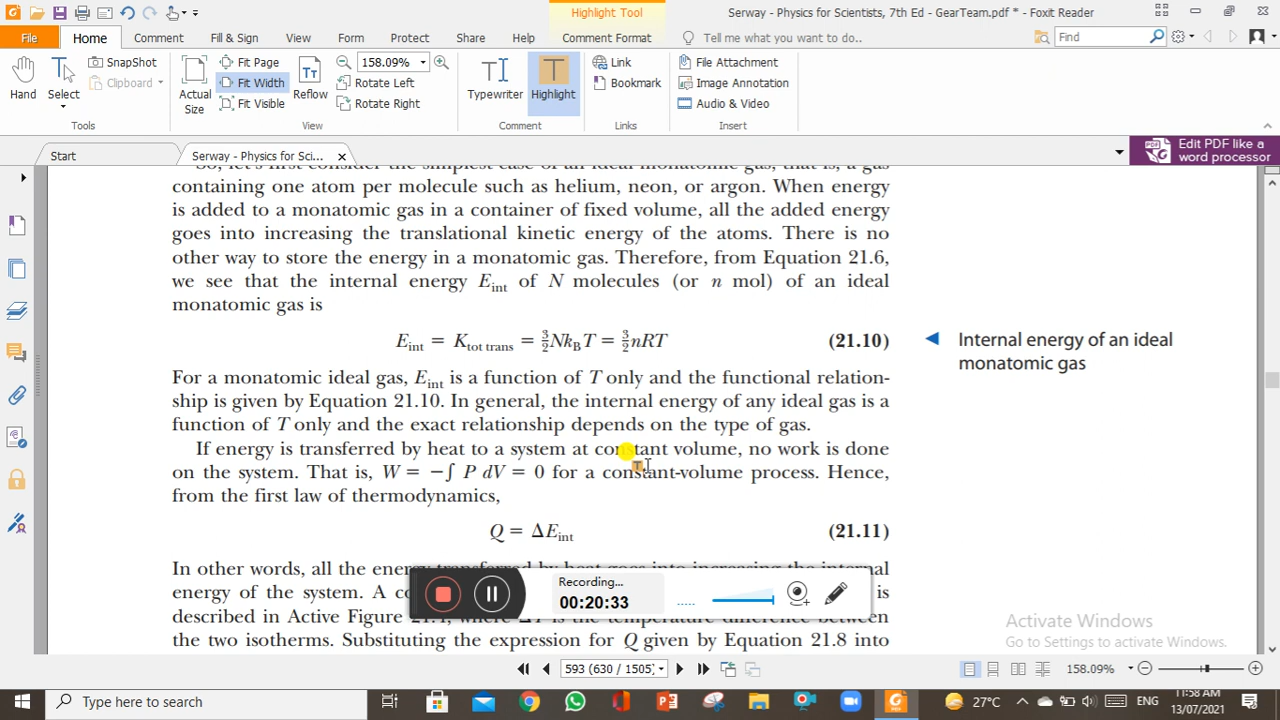 Highlight Tool
Serway - Physics for Scientists, 7th Ed - GearTeam.pdf * - Foxit Reader
File Home Comment Fill & Sign View Form Protect Share Help Comment Format Tell me what you want to do.. Find
Hand Select SnapShot Clipboard Actual Size Fit Page Fit Width Fit Visible Reflow 158.09% Rotate Left Rotate Right Typewriter Highlight Link Bookmark File Attachment Image Annotation Audio & Video
Tools View Comment Links Insert
Start Serway - Physics for Sci... Edit PDF like a word processor
containing one atom per molecule such as helium, neon, or argon. When energy
is added to a monatomic gas in a container of fixed volume, all the added energy
goes into increasing the translational kinetic energy of the atoms. There is no
other way to store the energy in a monatomic gas. Therefore, from Equation 21.6,
we see that the internal energy E_int of N molecules (or n mol) of an ideal
monatomic gas is
E_int = K_tot trans = 3/2 Nk_BT = 3/2 nRT (21.10)
Internal energy of an ideal
monatomic gas
For a monatomic ideal gas, E_int is a function of T only and the functional relation-
ship is given by Equation 21.10. In general, the internal energy of any ideal gas is a
function of T only and the exact relationship depends on the type of gas.
If energy is transferred by heat to a system at constant volume, no work is done
on the system. That is, W = −∫ P dV = 0 for a constant-volume process. Hence,
from the first law of thermodynamics,
Q = ΔE_int (21.11)
In other words, all the
energy of the system. A
is described in
the two isotherms. Substituting the expression for Q given by Equation 21.8 into
Recording...
00:20:33
Activate Windows
Go to Settings to activate Windows.
593 (630 / 1505) 158.09%
Type here to search
27°C ENG
11:58 AM
13/07/2021